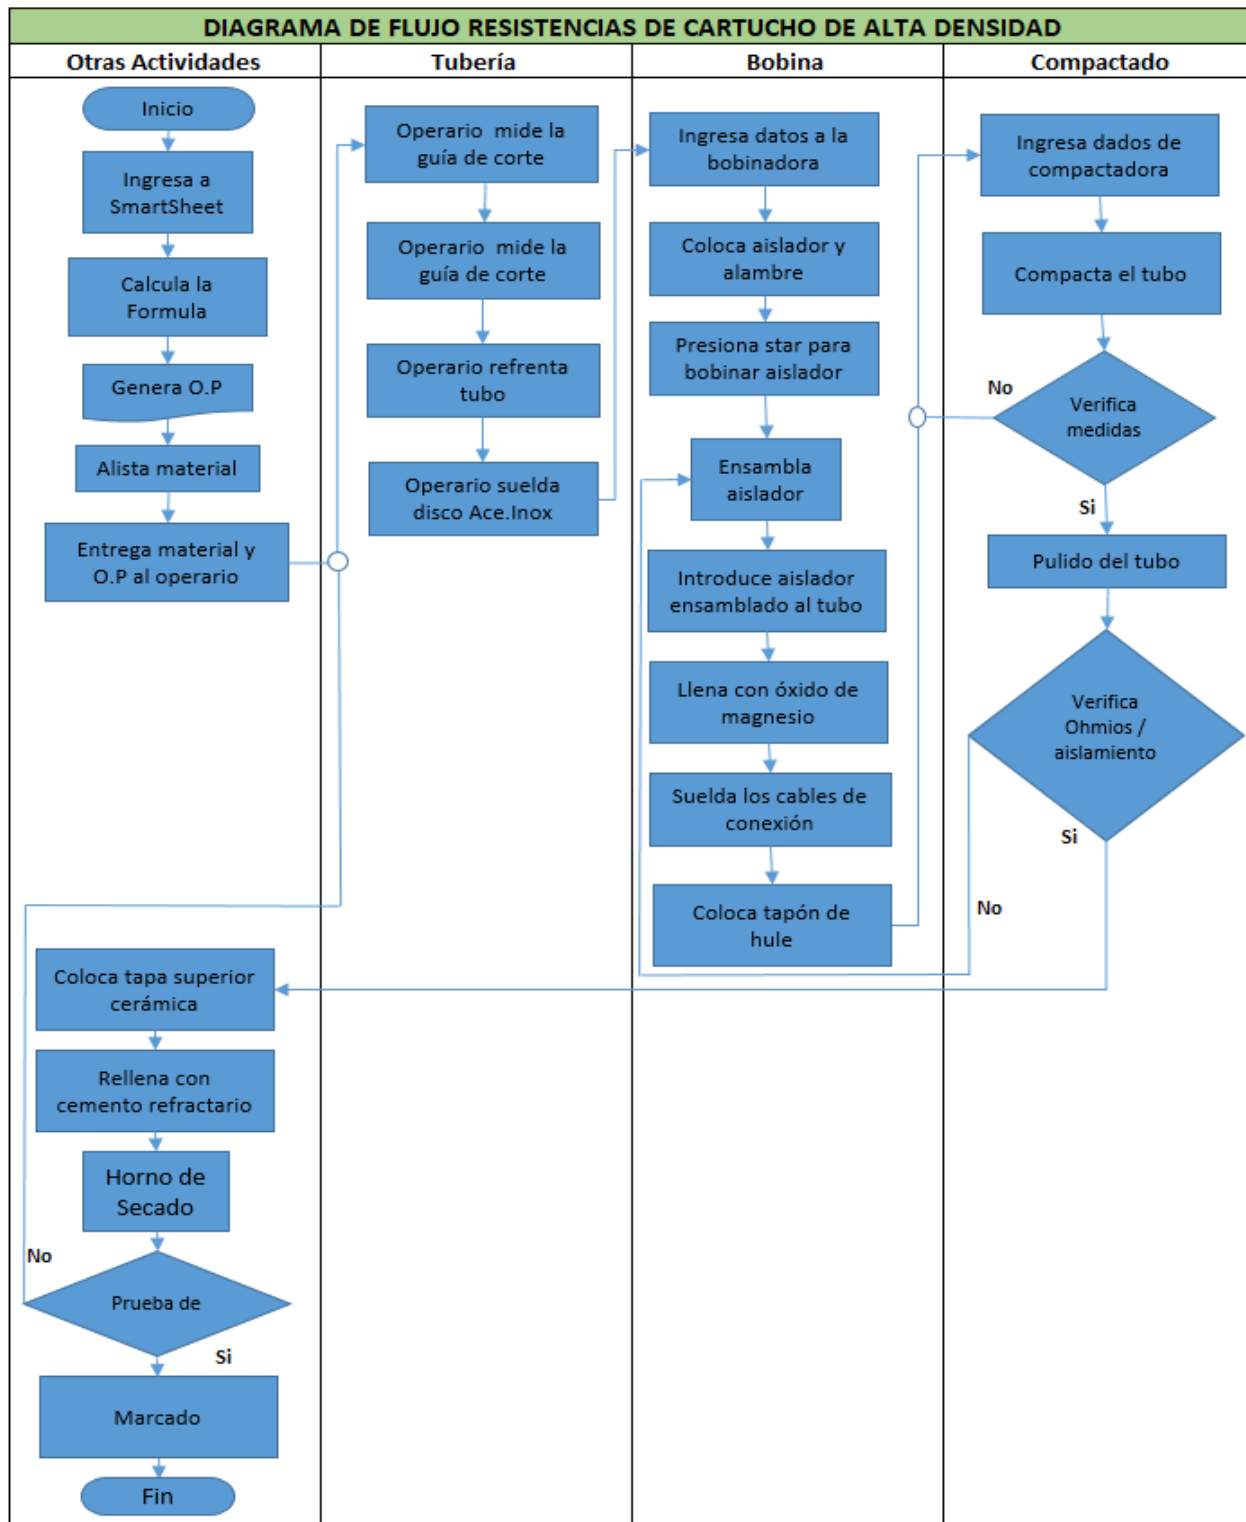 DIAGRAMA DE FLUJO RESISTENCIAS DE CARTUCHO DE ALTA DENSIDAD
Otras Actividades
Tubería
Bobina
Compactado
Inicio
Ingresa a
SmartSheet
Calcula la
Formula
Genera O.P
Alista material
Entrega material y
O.P al operario
Operario mide la
guía de corte
Operario mide la
guía de corte
Operario refrenta
tubo
Operario suelda
disco Ace.Inox
Ingresa datos a la
bobinadora
Coloca aislador y
alambre
Presiona star para
bobinar aislador
Ensambla
aislador
Introduce aislador
ensamblado al tubo
Llena con óxido de
magnesio
Suelda los cables de
conexión
Coloca tapón de
hule
Ingresa dados de
compactadora
Compacta el tubo
No
Verifica
medidas
Si
Pulido del tubo
Verifica
Ohmios /
aislamiento
Si
No
Coloca tapa superior
cerámica
Rellena con
cemento refractario
Horno de
Secado
No
Prueba de
Si
Marcado
Fin